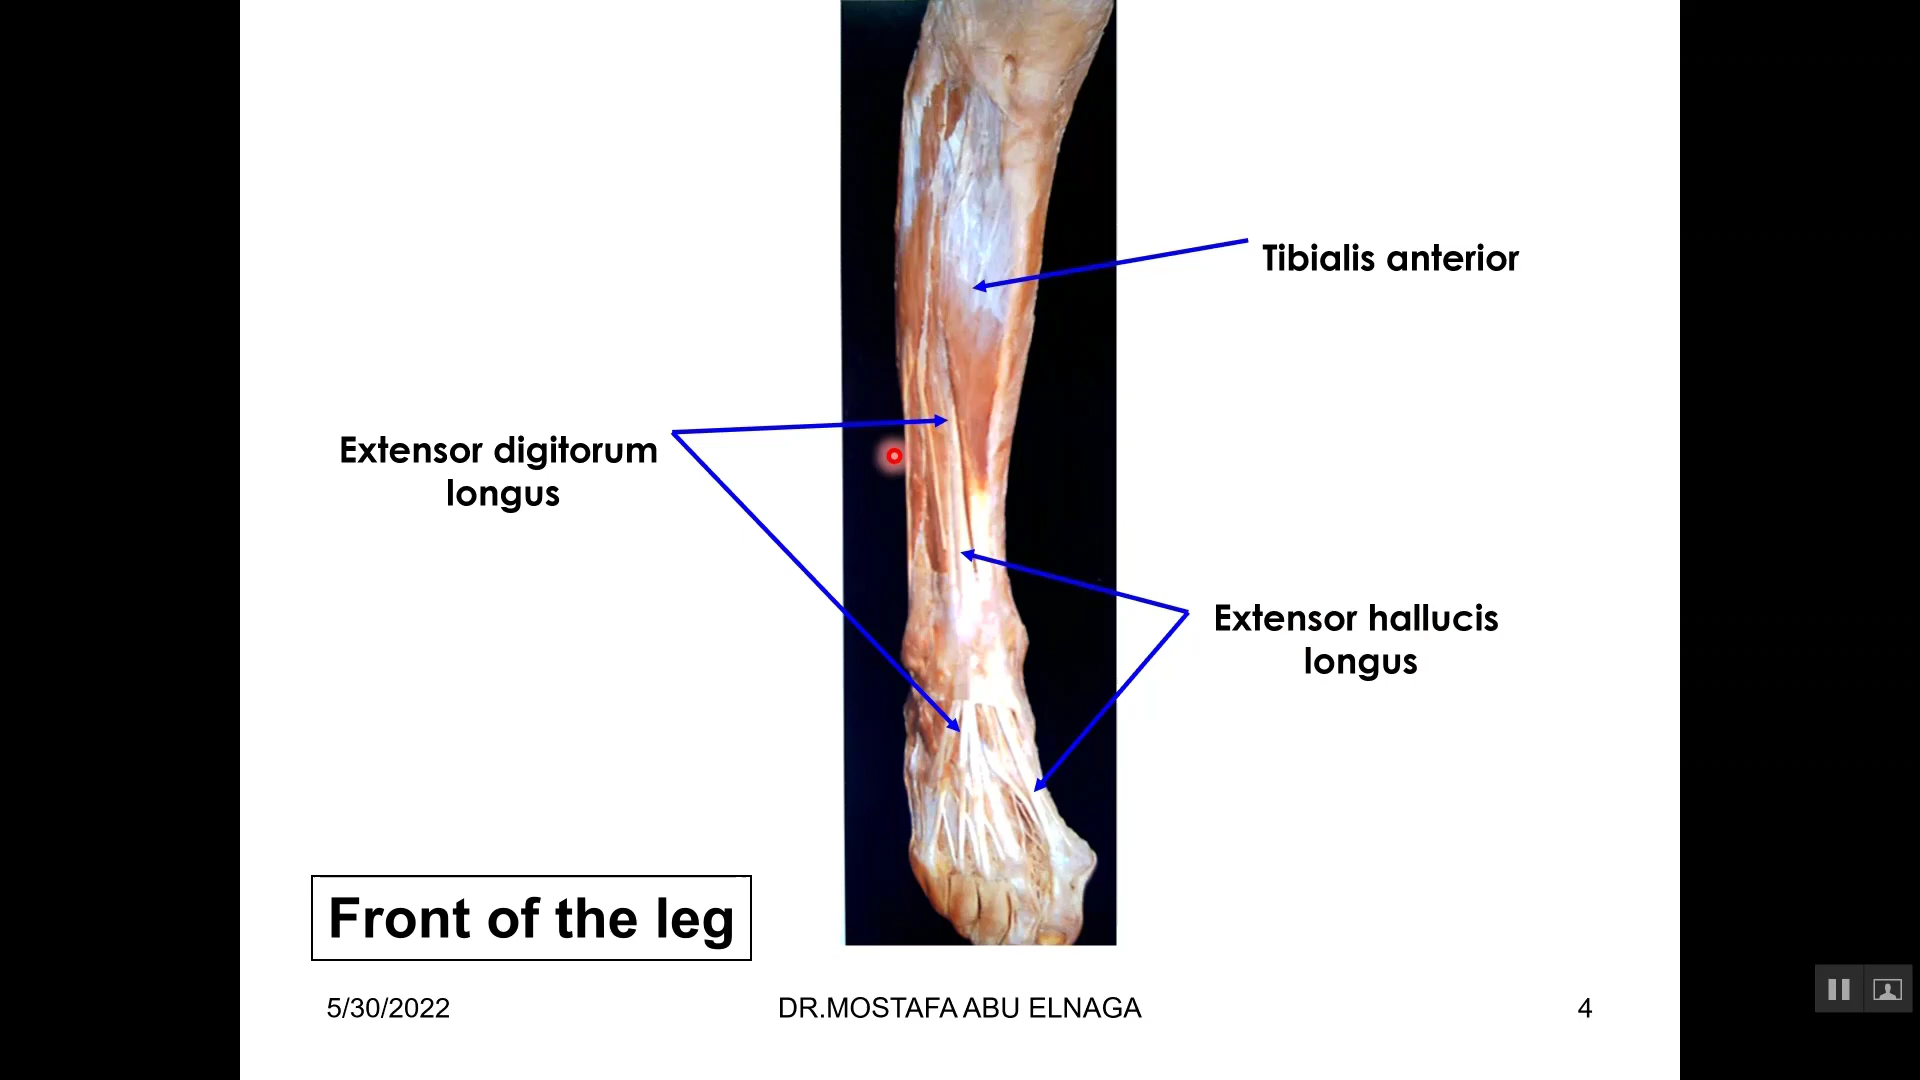 Tibialis anterior
Extensor digitorum
longus
Extensor hallucis
longus
Front of the leg
5/30/2022
DR.MOSTAFA ABU ELNAGA
4